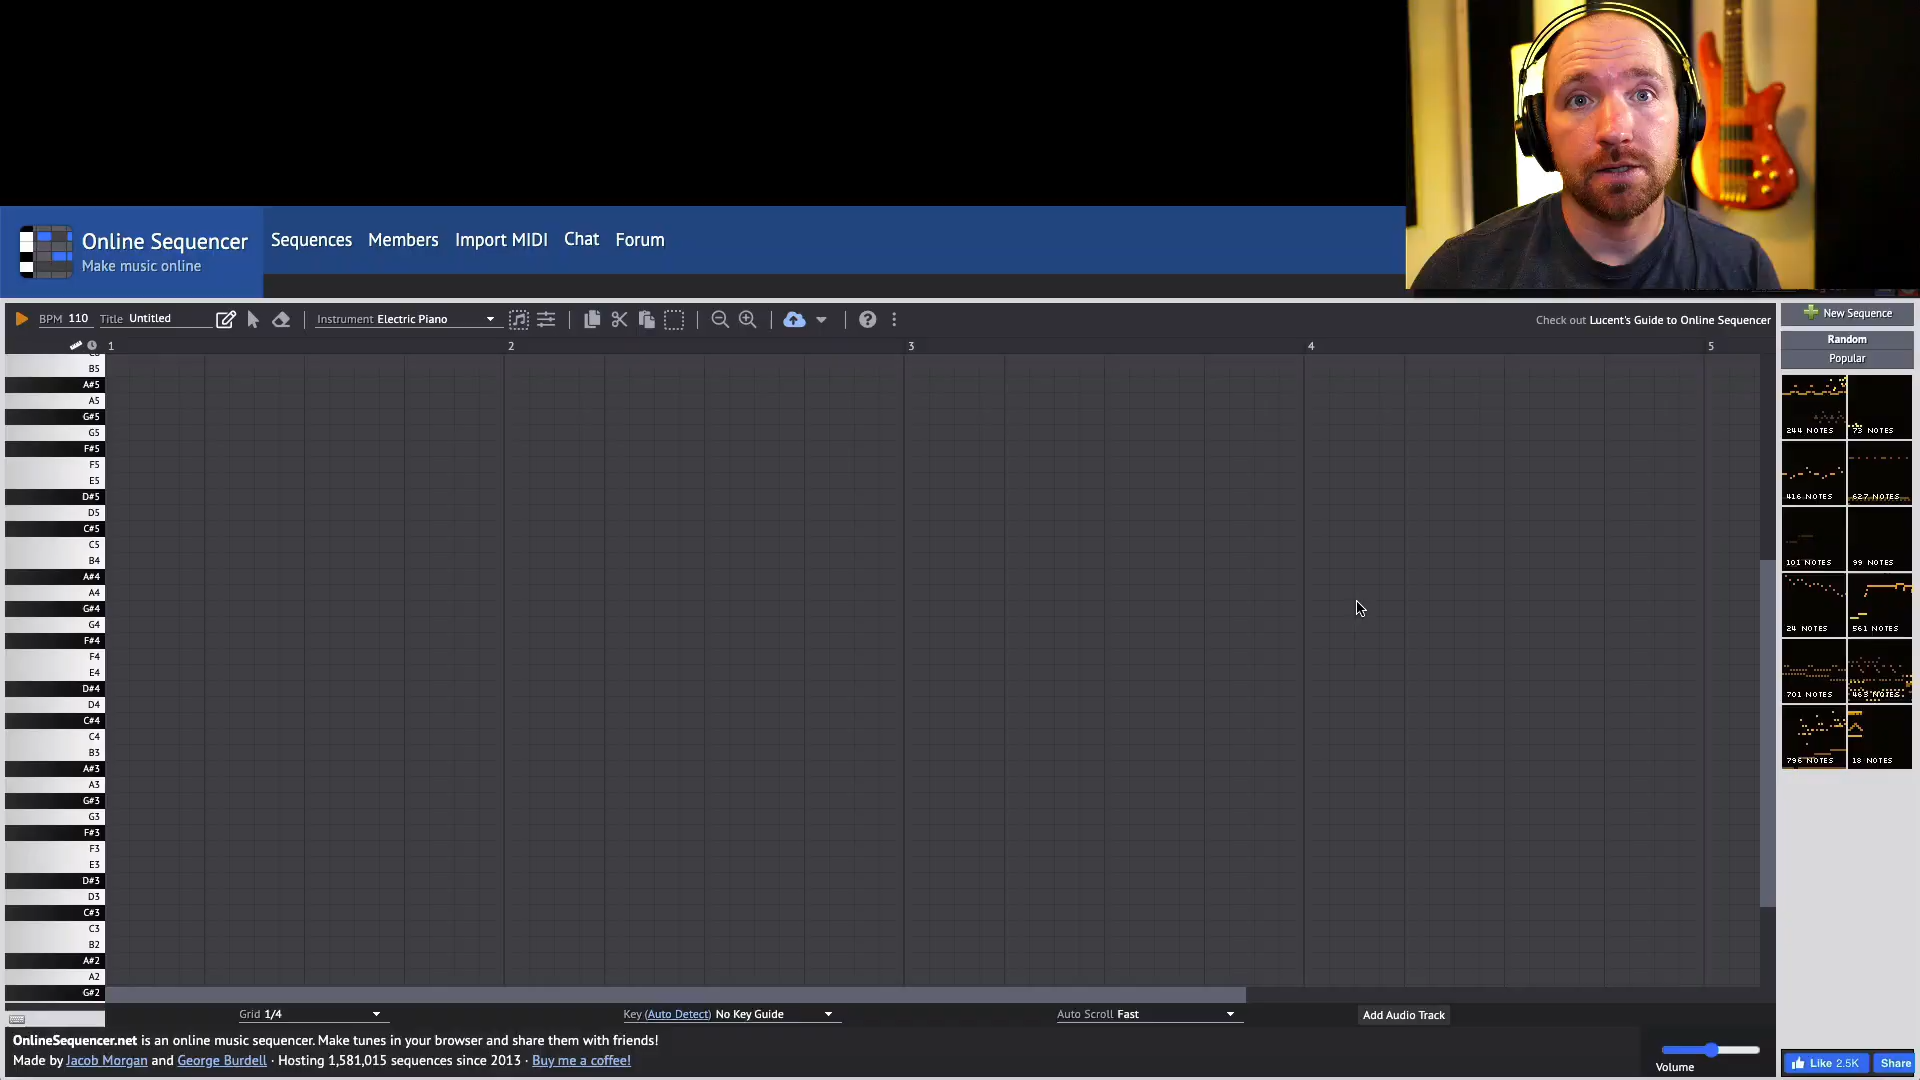 Online Sequencer
Make music online
Sequences Members Import MIDI Chat Forum
BPM 110 Title Untitled Instrument Electric Piano Check out Lucent's Guide to Online Sequencer
New Sequence
Random
Popular
1 2 3 4 5
B5
A#5
A5
G#5
G5
F#5
F5
E5
D#5
D5
C#5
C5
B4
A#4
A4
G#4
G4
F#4
F4
E4
D#4
D4
C#4
C4
B3
A#3
A3
G#3
G3
F#3
F3
E3
D#3
D3
C#3
C3
B2
A#2
A2
G#2
244 NOTES 73 NOTES
416 NOTES 627 NOTES
101 NOTES 99 NOTES
24 NOTES 561 NOTES
701 NOTES 463 NOTES
796 NOTES 18 NOTES
Grid 1/4 Key (Auto Detect) No Key Guide Auto Scroll Fast Add Audio Track
OnlineSequencer.net is an online music sequencer. Make tunes in your browser and share them with friends!
Made by Jacob Morgan and George Burdell · Hosting 1,581,015 sequences since 2013 · Buy me a coffee!
Volume
Like 2.5K Share